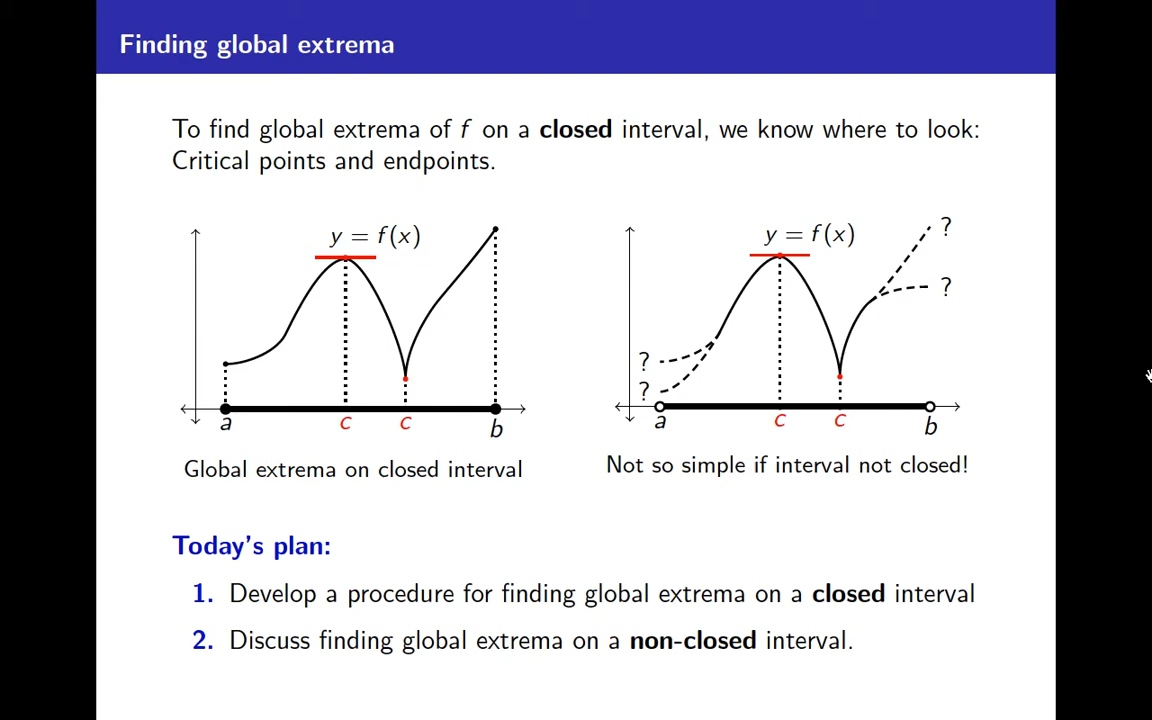 Finding global extrema
To find global extrema of f on a closed interval, we know where to look:
Critical points and endpoints.
y = f(x)
a
c
c
b
Global extrema on closed interval
y = f(x)
?
?
?
?
a
c
c
b
Not so simple if interval not closed!
Today's plan:
1. Develop a procedure for finding global extrema on a closed interval
2. Discuss finding global extrema on a non-closed interval.